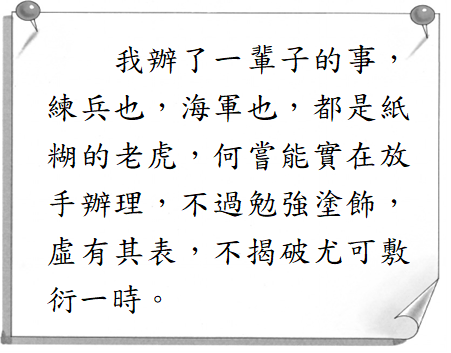 我辦了一輩子的事，
練兵也，海軍也，都是紙
糊的老虎，何嘗能實在放
手辦理，不過勉強塗飾，
虛有其表，不揭破尤可敷
衍一時。